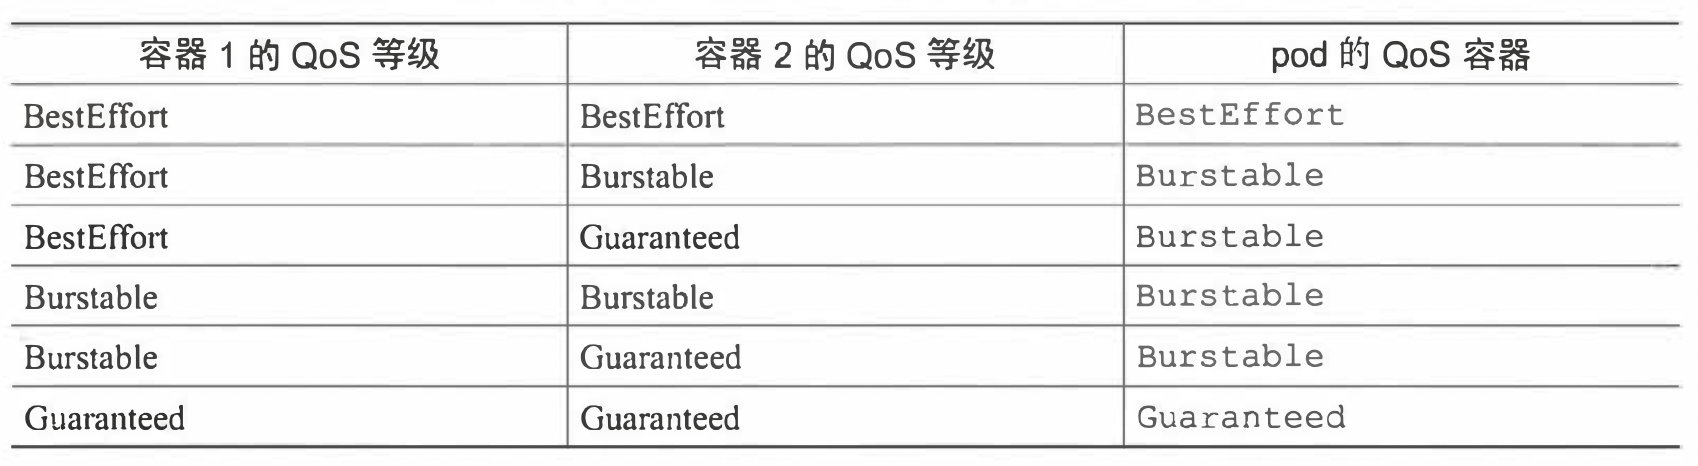 容器 1 的 QoS 等级 容器 2 的 QoS 等级 pod 的 QoS 容器
BestEffort BestEffort BestEffort
BestEffort Burstable Burstable
BestEffort Guaranteed Burstable
Burstable Burstable Burstable
Burstable Guaranteed Burstable
Guaranteed Guaranteed Guaranteed